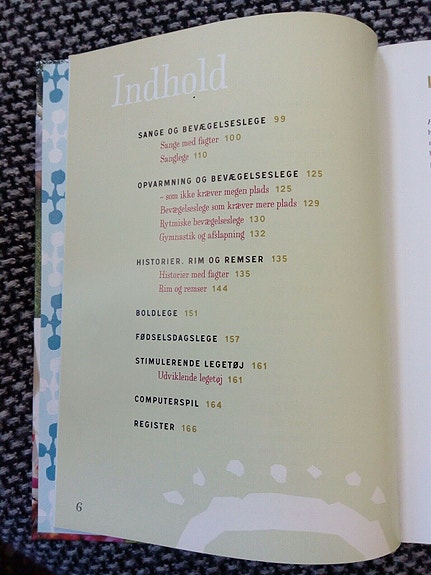 Indhold
SANGE OG BEVÆGELSESLEGE 99
Sange med fagter 100
Sanglege 110
OPVARMNING OG BEVÆGELSESLEGE 125
– som ikke kræver megen plads 125
Bevægelseslege som kræver mere plads 129
Rytmiske bevægelseslege 130
Gymnastik og afslapning 132
HISTORIER, RIM OG REMSER 135
Historier med fagter 135
Rim og remser 144
BOLDLEGE 151
FØDSELSDAGSLEGE 157
STIMULERENDE LEGETØJ 161
Udviklende legetøj 161
COMPUTERSPIL 164
REGISTER 166
6